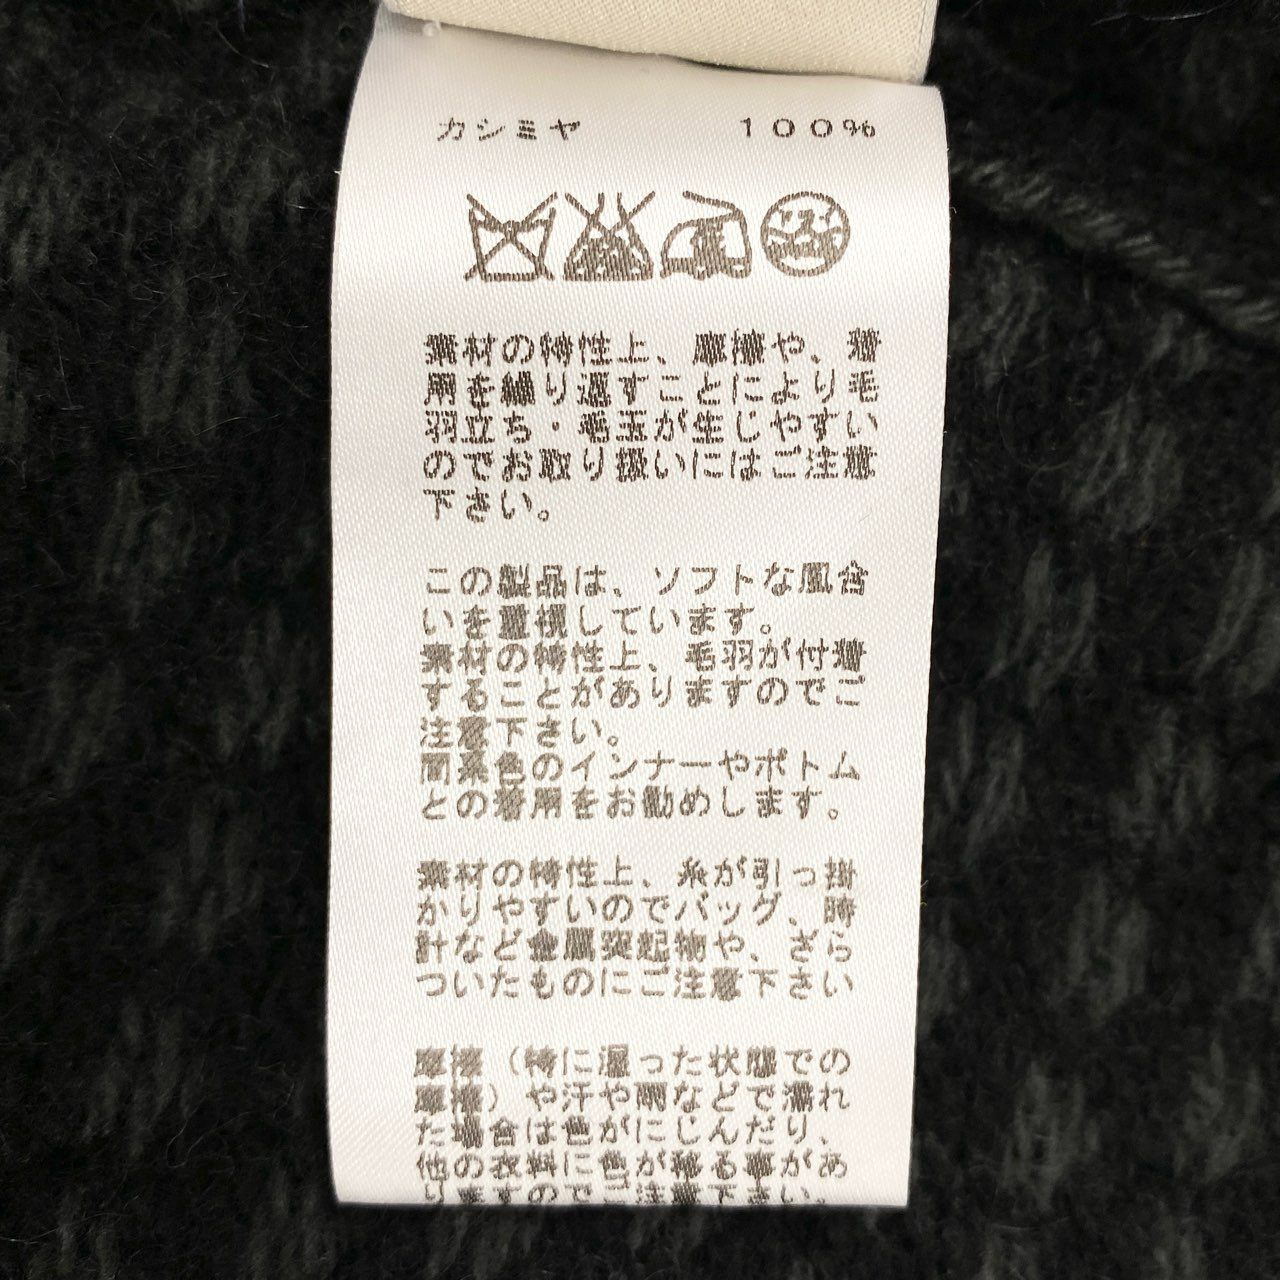 カシミヤ 100%
素材の特性上、摩擦や、着
用を繰り返すことにより毛
羽立ち・毛玉が生じやすい
のでお取り扱いにはご注意
下さい。
この製品は、ソフトな風合
いを重視しています。
素材の特性上、毛羽が付着
することがありますのでご
注意下さい。
同系色のインナーやボトム
との着用をお勧めします。
素材の特性上、糸が引っ掛
かりやすいのでバッグ、時
計など金属突起物や、ざら
ついたものにご注意下さい
摩擦（特に湿った状態での
摩擦）や汗や雨などで濡れ
た場合は色がにじんだり、
他の衣料に色が移る事があ
りますのでご注意下さい。